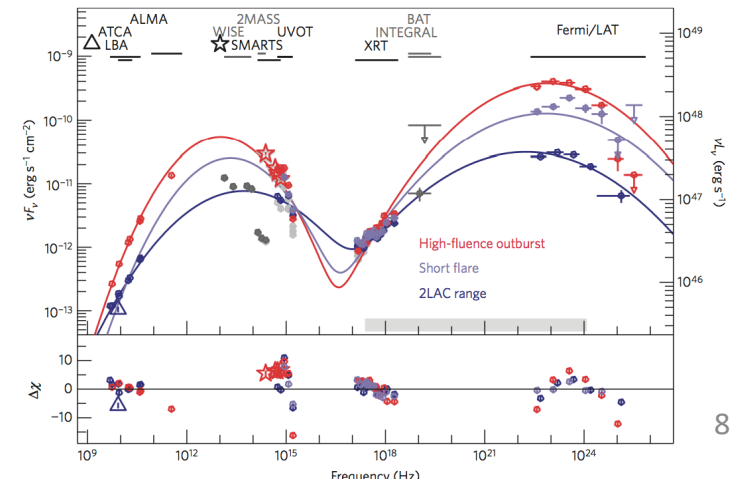 ALMA
2MASS
BAT
ATCA
WISE
UVOT
INTEGRAL
LBA
SMARTS
XRT
Fermi/LAT
10⁻⁹
10⁻¹⁰
10⁻¹¹
10⁻¹²
10⁻¹³
νFν (erg s⁻¹ cm⁻²)
10⁴⁹
10⁴⁸
10⁴⁷
10⁴⁶
νLν (erg s⁻¹)
High-fluence outburst
Short flare
2LAC range
10
0
−10
Δχ
10⁹
10¹²
10¹⁵
10¹⁸
10²¹
10²⁴
Frequency (Hz)
8